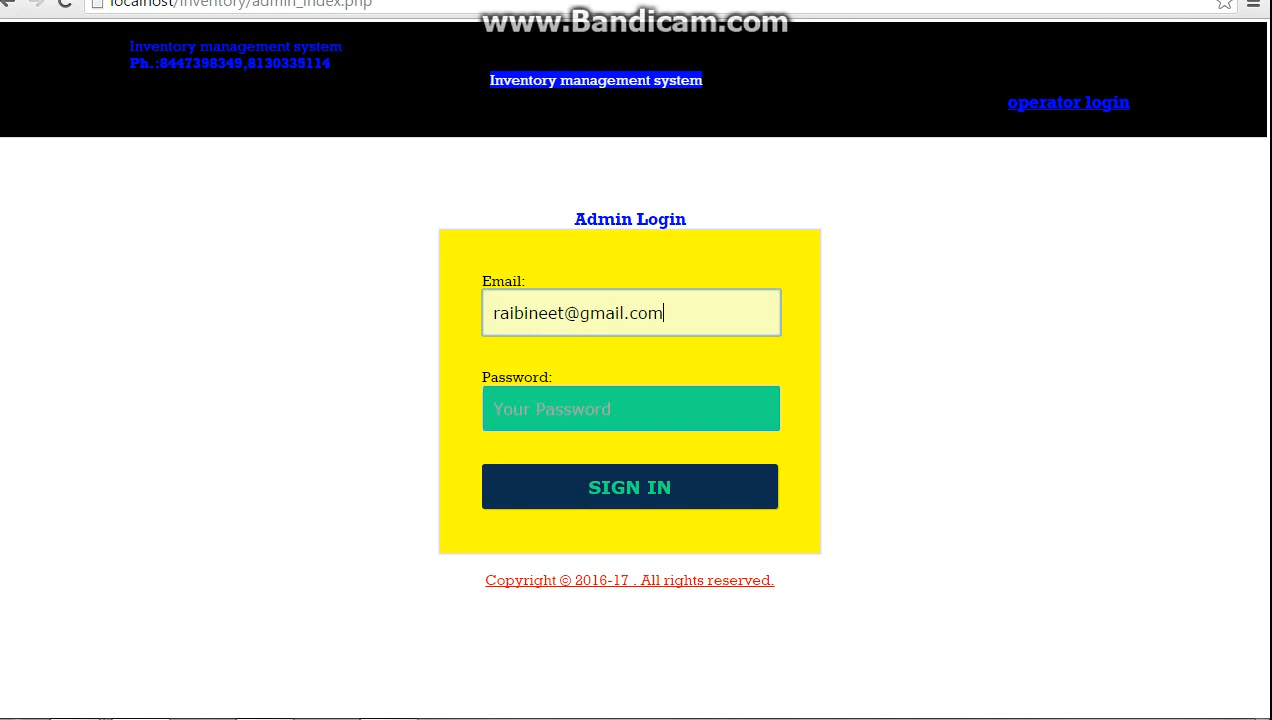 localhost/inventory/admin_index.php
www.Bandicam.com
Inventory management system
Ph.:8447398349,8130335114
Inventory management system
operator login
Admin Login
Email:
raibineet@gmail.com
Password:
Your Password
SIGN IN
Copyright © 2016-17 . All rights reserved.